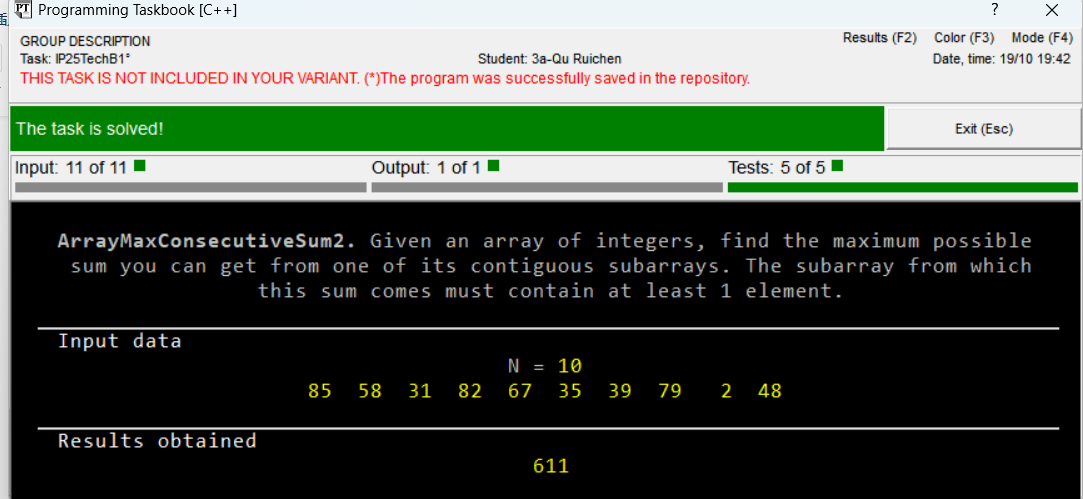 Programming Taskbook [C++]
GROUP DESCRIPTION
Results (F2) Color (F3) Mode (F4)
Task: IP25TechB1° Student: 3a-Qu Ruichen Date, time: 19/10 19:42
THIS TASK IS NOT INCLUDED IN YOUR VARIANT. (*)The program was successfully saved in the repository.
The task is solved!
Exit (Esc)
Input: 11 of 11 Output: 1 of 1 Tests: 5 of 5
ArrayMaxConsecutiveSum2. Given an array of integers, find the maximum possible
sum you can get from one of its contiguous subarrays. The subarray from which
this sum comes must contain at least 1 element.
Input data
N = 10
85 58 31 82 67 35 39 79 2 48
Results obtained
611